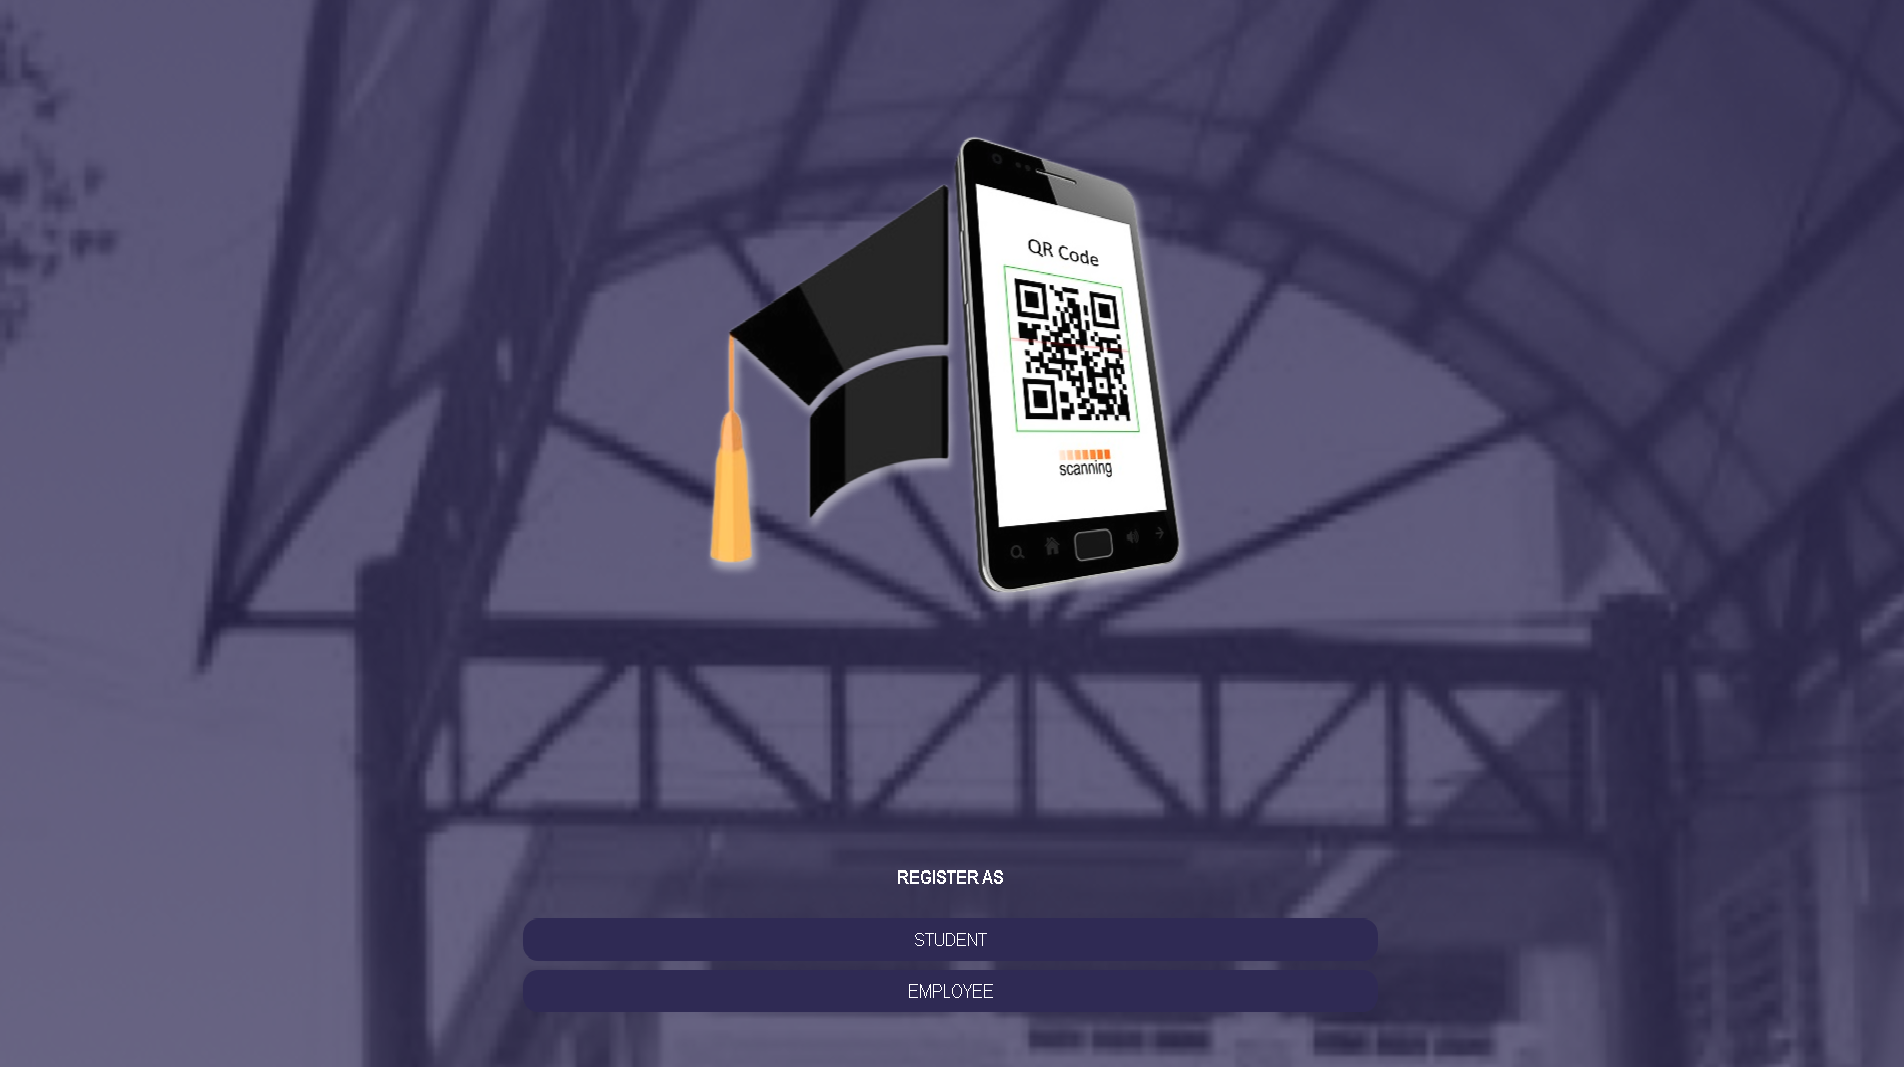 QR Code
scanning
REGISTER AS
STUDENT
EMPLOYEE